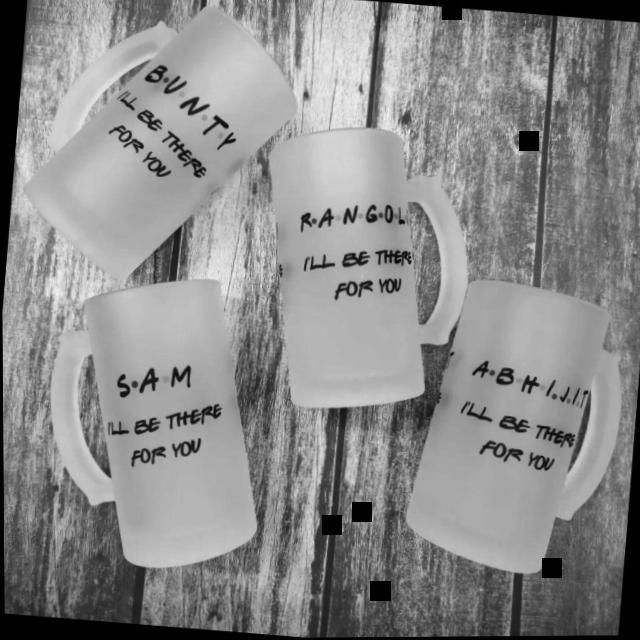 B·U·N·T·Y
I'LL BE THERE
FOR YOU
R·A·N·G·O·L
I'LL BE THERE
FOR YOU
S·A·M
I'LL BE THERE
FOR YOU
A·B·H·I·J·I·T
I'LL BE THERE
FOR YOU